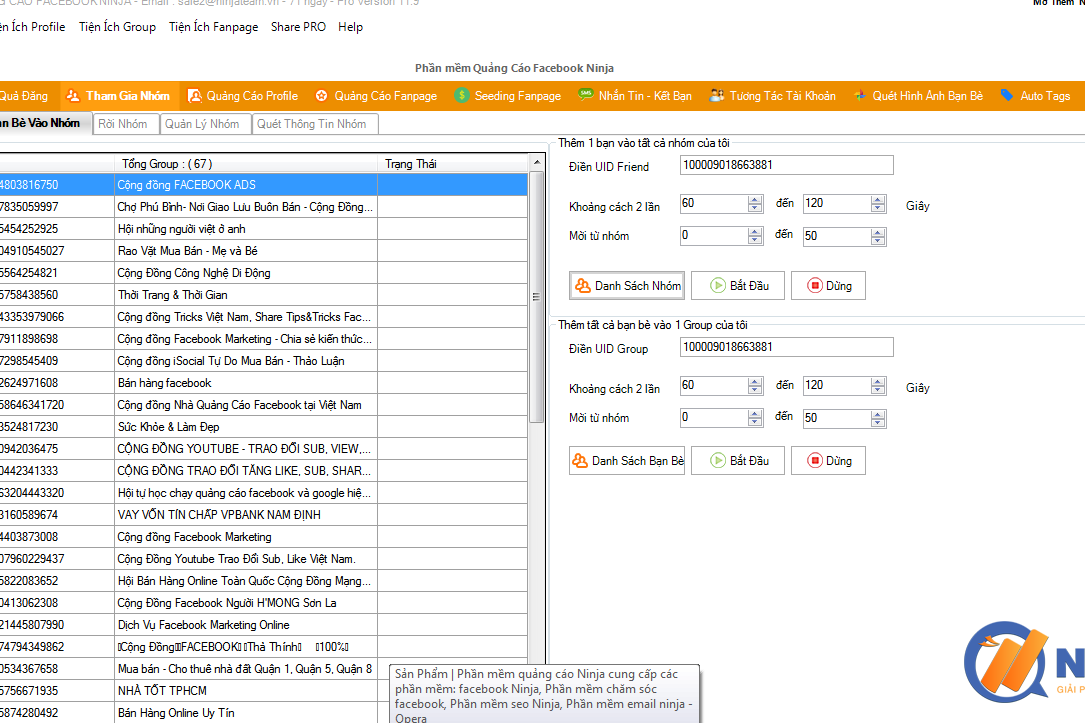 CÁO FACEBOOK NINJA - Email : sale2@ninjateam.vn - 71 ngày - Pro Version 11.9
Tiện Ích Profile Tiện Ích Group Tiện Ích Fanpage Share PRO Help
Phần mềm Quảng Cáo Facebook Ninja
Quả Đăng Tham Gia Nhóm Quảng Cáo Profile Quảng Cáo Fanpage Seeding Fanpage Nhắn Tin - Kết Bạn Tương Tác Tài Khoản Quét Hình Ảnh Bạn Bè Auto Tags
Bè Vào Nhóm Rời Nhóm Quản Lý Nhóm Quét Thông Tin Nhóm
Tổng Group : ( 67 ) Trạng Thái
4803816750 Cộng đồng FACEBOOK ADS
7835059997 Chợ Phú Bình- Nơi Giao Lưu Buôn Bán - Cộng Đồng...
5454252925 Hội những người việt ở anh
04910545027 Rao Vặt Mua Bán - Mẹ và Bé
5564254821 Cộng Đồng Công Nghệ Di Động
5758438560 Thời Trang & Thời Gian
43353979066 Cộng đồng Tricks Việt Nam, Share Tips&Tricks Fac...
7911898698 Cộng đồng Facebook Marketing - Chia sẻ kiến thức...
7298545409 Cộng đồng iSocial Tự Do Mua Bán - Thảo Luận
2624971608 Bán hàng facebook
58646341720 Cộng đồng Nhà Quảng Cáo Facebook tại Việt Nam
3524817230 Sức Khỏe & Làm Đẹp
0942036475 CỘNG ĐỒNG YOUTUBE - TRAO ĐỔI SUB, VIEW,...
0442341333 CỘNG ĐỒNG TRAO ĐỔI TĂNG LIKE, SUB, SHAR...
63204443320 Hội tự học chạy quảng cáo facebook và google hiệ...
3160589674 VAY VỐN TÍN CHẤP VPBANK NAM ĐỊNH
4403873008 Cộng đồng Facebook Marketing
07960229437 Cộng Đồng Youtube Trao Đổi Sub, Like Việt Nam.
5822083652 Hội Bán Hàng Online Toàn Quốc Cộng Đồng Mạng...
0413062308 Cộng Đồng Facebook Người H'MONG Sơn La
21445807990 Dịch Vụ Facebook Marketing Online
74794349862 Cộng Đồng FACEBOOK Thả Thính 100%
0534367658 Mua bán - Cho thuê nhà đất Quận 1, Quận 5, Quận 8
5756671935 NHÀ TỐT TPHCM
5874280492 Bán Hàng Online Uy Tín
Thêm 1 bạn vào tất cả nhóm của tôi
Điền UID Friend 100009018663881
Khoảng cách 2 lần 60 đến 120 Giây
Mời từ nhóm 0 đến 50
Danh Sách Nhóm Bắt Đầu Dừng
Thêm tất cả bạn bè vào 1 Group của tôi
Điền UID Group 100009018663881
Khoảng cách 2 lần 60 đến 120 Giây
Mời từ nhóm 0 đến 50
Danh Sách Bạn Bè Bắt Đầu Dừng
Sản Phẩm | Phần mềm quảng cáo Ninja cung cấp các
phần mềm: facebook Ninja, Phần mềm chăm sóc
facebook, Phần mềm seo Ninja, Phần mềm email ninja -
Opera
N
GIẢI P